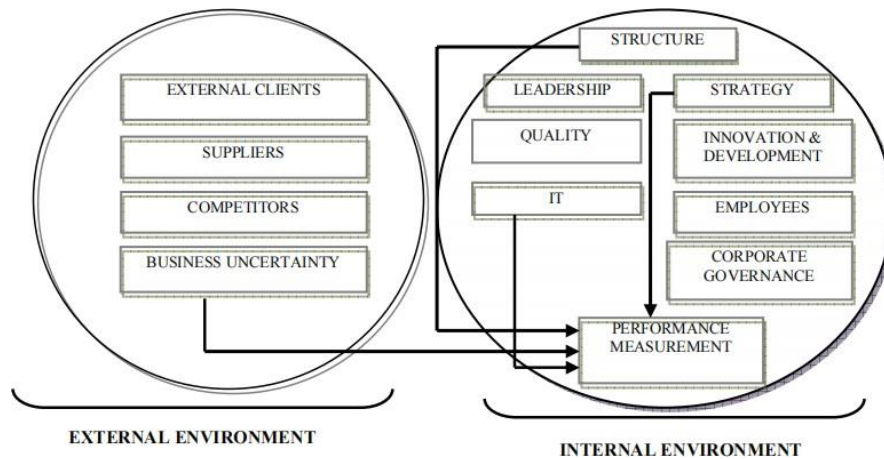 STRUCTURE
EXTERNAL CLIENTS
LEADERSHIP
STRATEGY
SUPPLIERS
QUALITY
INNOVATION &
DEVELOPMENT
COMPETITORS
IT
EMPLOYEES
BUSINESS UNCERTAINTY
CORPORATE
GOVERNANCE
PERFORMANCE
MEASUREMENT
EXTERNAL ENVIRONMENT
INTERNAL ENVIRONMENT